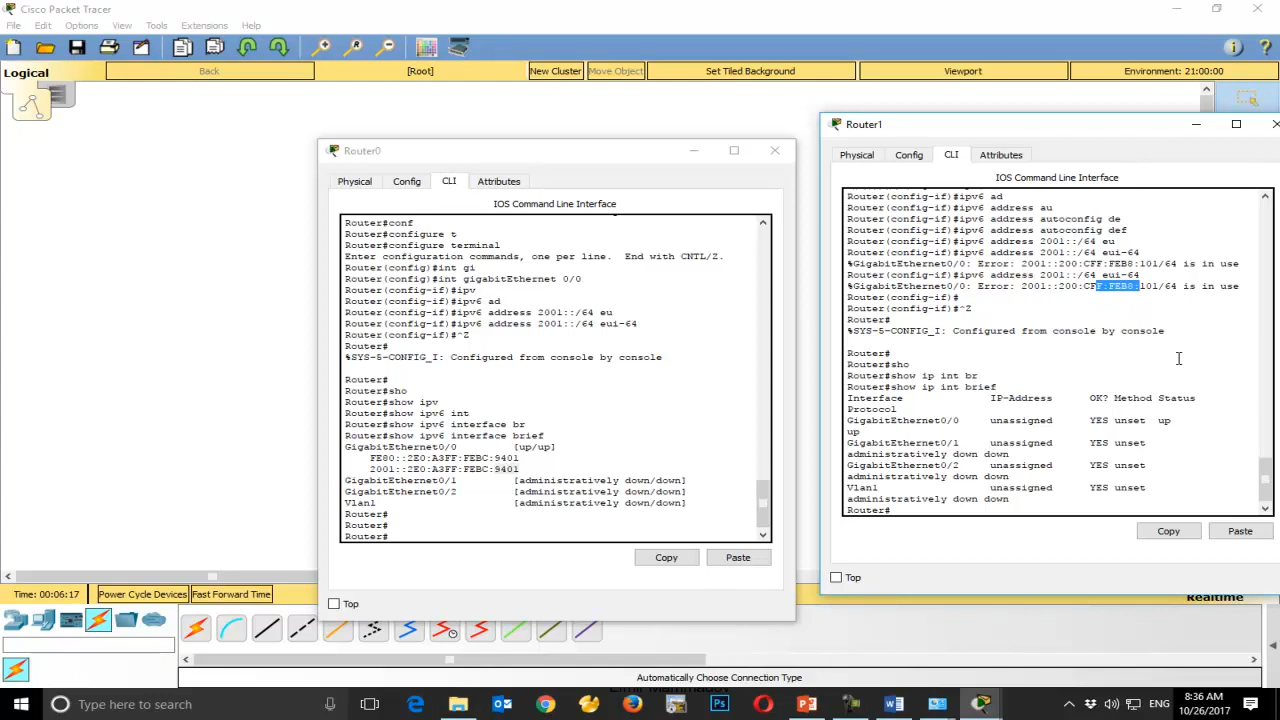 Cisco Packet Tracer
File Edit Options View Tools Extensions Help
Logical Back [Root] New Cluster Move Object Set Tiled Background Viewport Environment: 21:00:00
Router0
Physical Config CLI Attributes
IOS Command Line Interface
Router#conf
Router#configure t
Router#configure terminal
Enter configuration commands, one per line. End with CNTL/Z.
Router(config)#int gi
Router(config)#int gigabitEthernet 0/0
Router(config-if)#ipv
Router(config-if)#ipv6 ad
Router(config-if)#ipv6 address 2001::/64 eu
Router(config-if)#ipv6 address 2001::/64 eui-64
Router(config-if)#^Z
Router#
%SYS-5-CONFIG_I: Configured from console by console
Router#
Router#sho
Router#show ipv
Router#show ipv6 int
Router#show ipv6 interface br
Router#show ipv6 interface brief
GigabitEthernet0/0 [up/up]
FE80::2E0:A3FF:FEBC:9401
2001::2E0:A3FF:FEBC:9401
GigabitEthernet0/1 [administratively down/down]
GigabitEthernet0/2 [administratively down/down]
Vlan1 [administratively down/down]
Router#
Router#
Router#
Copy Paste
Top
Router1
Physical Config CLI Attributes
IOS Command Line Interface
Router(config-if)#ipv6 ad
Router(config-if)#ipv6 address au
Router(config-if)#ipv6 address autoconfig de
Router(config-if)#ipv6 address autoconfig def
Router(config-if)#ipv6 address 2001::/64 eu
Router(config-if)#ipv6 address 2001::/64 eui-64
%GigabitEthernet0/0: Error: 2001::200:CFF:FEB8:101/64 is in use
Router(config-if)#ipv6 address 2001::/64 eui-64
%GigabitEthernet0/0: Error: 2001::200:CFF:FEB8:101/64 is in use
Router(config-if)#
Router(config-if)#^Z
Router#
%SYS-5-CONFIG_I: Configured from console by console
Router#
Router#sho
Router#show ip int br
Router#show ip int brief
Interface IP-Address OK? Method Status
Protocol
GigabitEthernet0/0 unassigned YES unset up
up
GigabitEthernet0/1 unassigned YES unset
administratively down down
GigabitEthernet0/2 unassigned YES unset
administratively down down
Vlan1 unassigned YES unset
administratively down down
Router#
Copy Paste
Top
Time: 00:06:17 Power Cycle Devices Fast Forward Time Realtime
Automatically Choose Connection Type
Type here to search
ENG
8:36 AM
10/26/2017